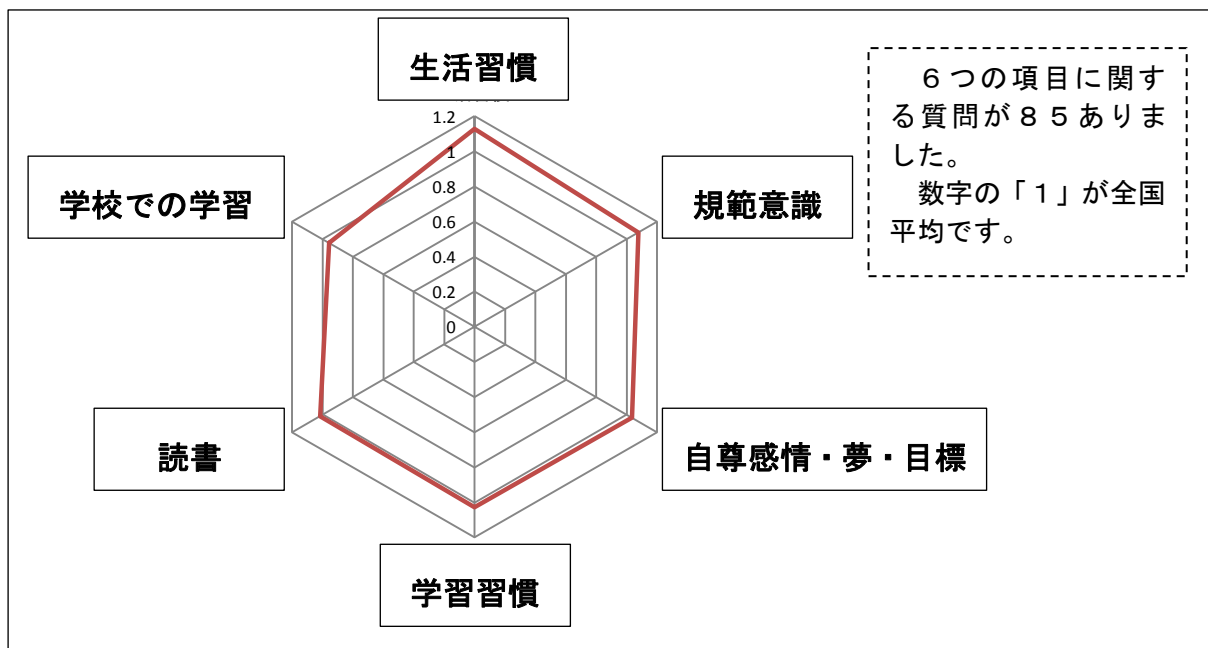 生活習慣
６つの項目に関す
る質問が８５ありま
した。
数字の「１」が全国
平均です。
1.2
1
0.8
0.6
0.4
0.2
0
学校での学習
規範意識
読書
自尊感情・夢・目標
学習習慣